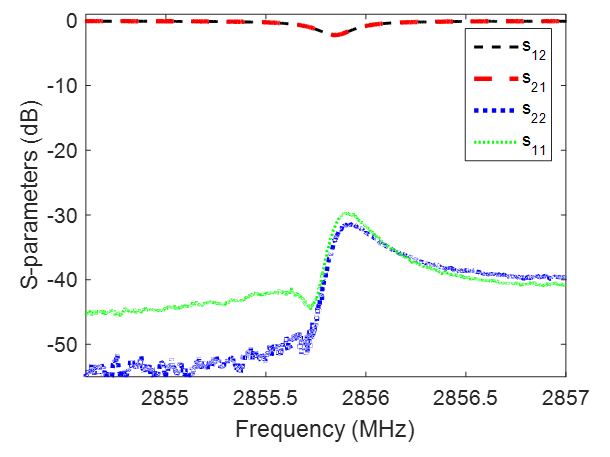 0
-10
-20
-30
-40
-50
S-parameters (dB)
s12
s21
s22
s11
2855 2855.5 2856 2856.5 2857
Frequency (MHz)